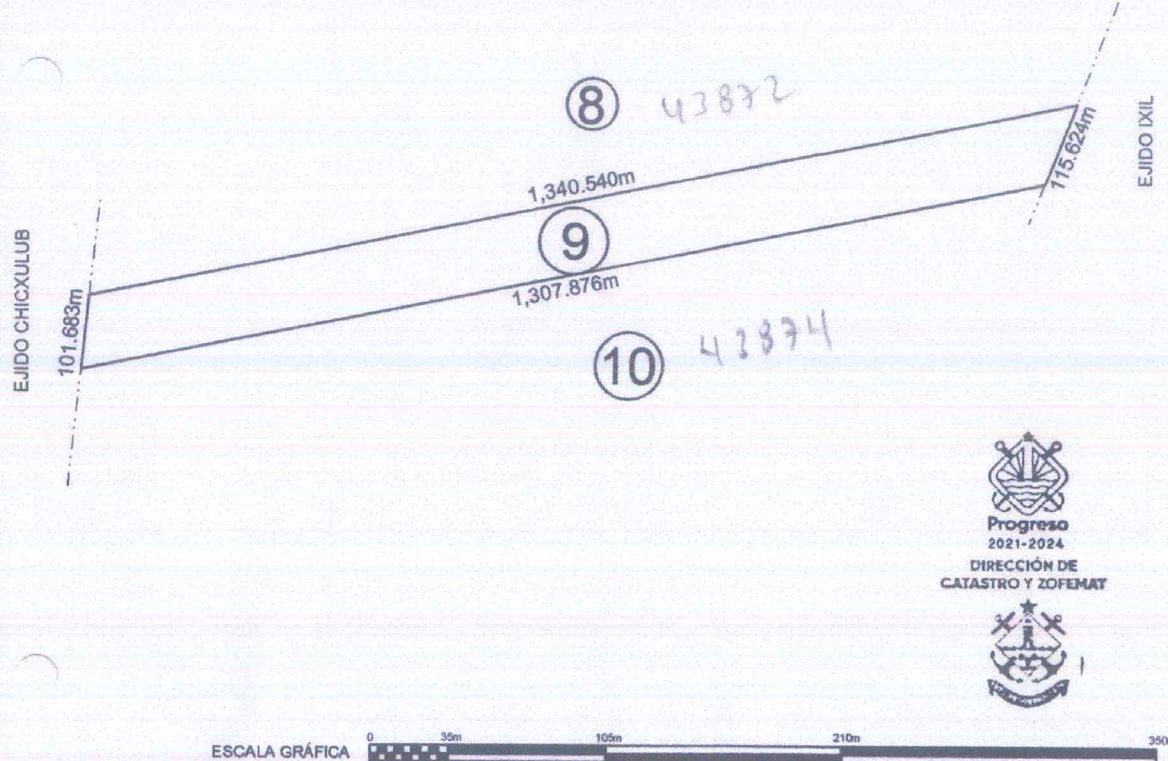 8 43872
1,340.540m
115.624m
EJIDO IXIL
9
EJIDO CHICXULUB
101.683m
1,307.876m
10 43874
Progreso
2021-2024
DIRECCIÓN DE
CATASTRO Y ZOFEMAT
ESCALA GRÁFICA 0 35m 105m 210m 350